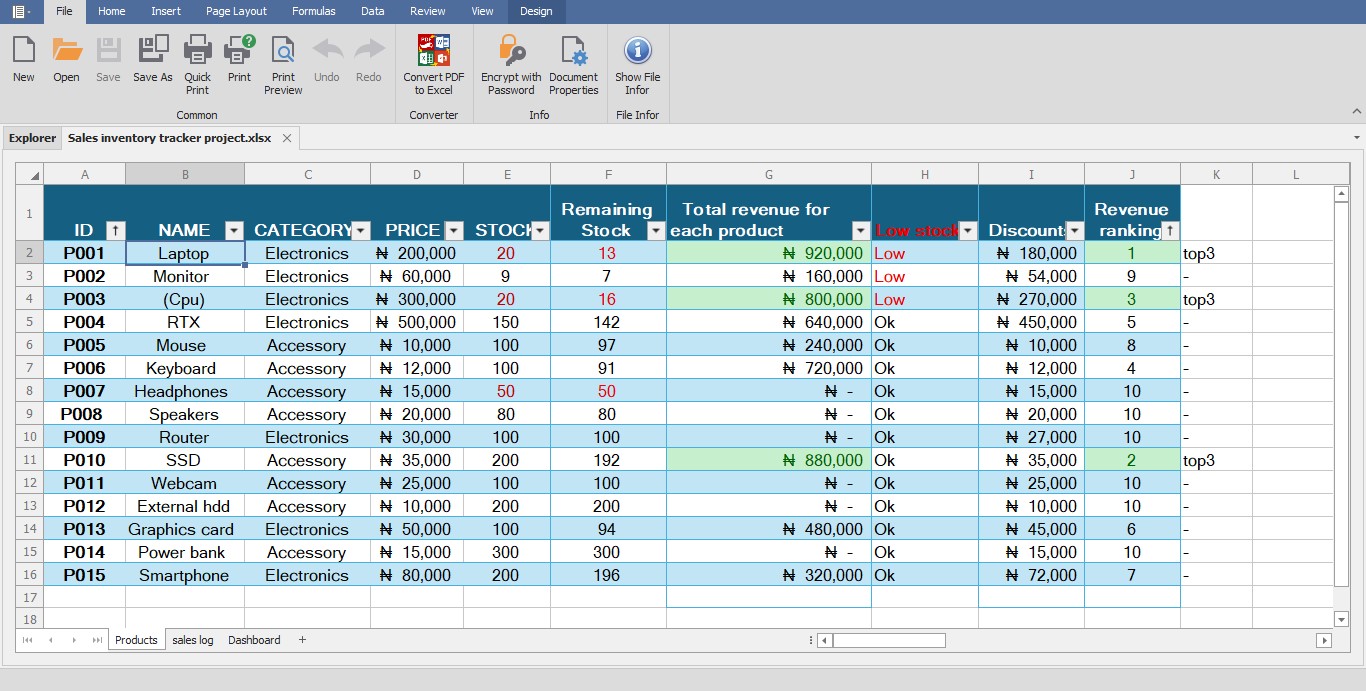 File Home Insert Page Layout Formulas Data Review View Design
New Open Save Save As Quick Print Print Print Preview Undo Redo Convert PDF to Excel Encrypt with Password Document Properties Show File Infor
Common Converter Info File Infor
Explorer Sales inventory tracker project.xlsx
A B C D E F G H I J K L
1 ID NAME CATEGORY PRICE STOCK Remaining Stock Total revenue for each product Low stock Discount Revenue ranking
2 P001 Laptop Electronics ₦ 200,000 20 13 ₦ 920,000 Low ₦ 180,000 1 top3
3 P002 Monitor Electronics ₦ 60,000 9 7 ₦ 160,000 Low ₦ 54,000 9 -
4 P003 (Cpu) Electronics ₦ 300,000 20 16 ₦ 800,000 Low ₦ 270,000 3 top3
5 P004 RTX Electronics ₦ 500,000 150 142 ₦ 640,000 Ok ₦ 450,000 5 -
6 P005 Mouse Accessory ₦ 10,000 100 97 ₦ 240,000 Ok ₦ 10,000 8 -
7 P006 Keyboard Accessory ₦ 12,000 100 91 ₦ 720,000 Ok ₦ 12,000 4 -
8 P007 Headphones Accessory ₦ 15,000 50 50 ₦ - Ok ₦ 15,000 10 -
9 P008 Speakers Accessory ₦ 20,000 80 80 ₦ - Ok ₦ 20,000 10 -
10 P009 Router Electronics ₦ 30,000 100 100 ₦ - Ok ₦ 27,000 10 -
11 P010 SSD Accessory ₦ 35,000 200 192 ₦ 880,000 Ok ₦ 35,000 2 top3
12 P011 Webcam Accessory ₦ 25,000 100 100 ₦ - Ok ₦ 25,000 10 -
13 P012 External hdd Accessory ₦ 10,000 200 200 ₦ - Ok ₦ 10,000 10 -
14 P013 Graphics card Electronics ₦ 50,000 100 94 ₦ 480,000 Ok ₦ 45,000 6 -
15 P014 Power bank Accessory ₦ 15,000 300 300 ₦ - Ok ₦ 15,000 10 -
16 P015 Smartphone Electronics ₦ 80,000 200 196 ₦ 320,000 Ok ₦ 72,000 7 -
17
18
Products sales log Dashboard +